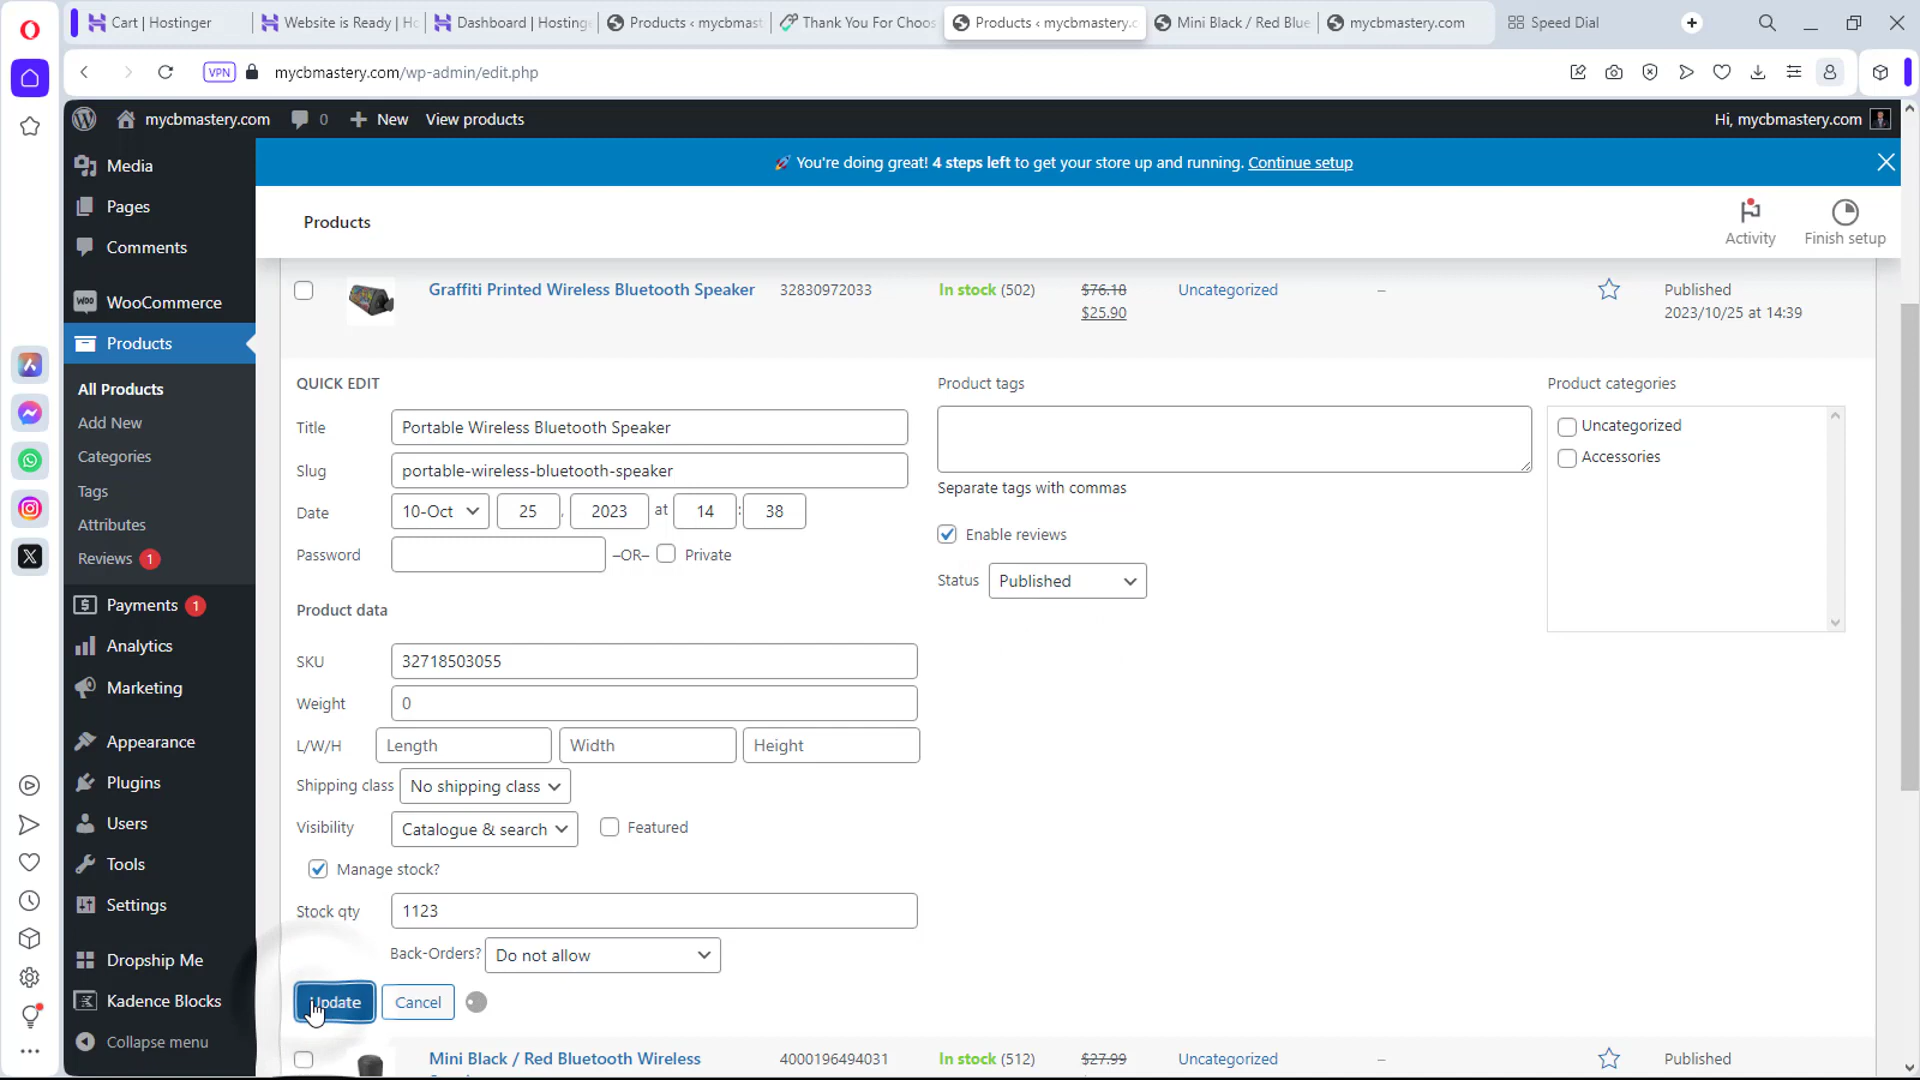 Cart | Hostinger
Website is Ready | Ho
Dashboard | Hosting
Products ‹ mycbmast
Thank You For Choos
Products ‹ mycbmastery.c
Mini Black / Red Blue
mycbmastery.com
Speed Dial
VPN
mycbmastery.com/wp-admin/edit.php
mycbmastery.com
0
New
View products
Hi, mycbmastery.com
You're doing great! 4 steps left to get your store up and running. Continue setup
Products
Activity
Finish setup
Media
Pages
Comments
WOO
WooCommerce
Products
All Products
Add New
Categories
Tags
Attributes
Reviews 1
Payments 1
Analytics
Marketing
Appearance
Plugins
Users
Tools
Settings
Dropship Me
Kadence Blocks
Collapse menu
Graffiti Printed Wireless Bluetooth Speaker
32830972033
In stock (502)
$76.18
$25.90
Uncategorized
–
Published
2023/10/25 at 14:39
QUICK EDIT
Title
Portable Wireless Bluetooth Speaker
Slug
portable-wireless-bluetooth-speaker
Date
10-Oct 25 , 2023 at 14 : 38
Password
–OR– Private
Product data
SKU
32718503055
Weight
0
L/W/H
Length
Width
Height
Shipping class
No shipping class
Visibility
Catalogue & search
Featured
Manage stock?
Stock qty
1123
Back-Orders?
Do not allow
Update
Cancel
Product tags
Separate tags with commas
Enable reviews
Status
Published
Product categories
Uncategorized
Accessories
Mini Black / Red Bluetooth Wireless
4000196494031
In stock (512)
$27.99
Uncategorized
–
Published